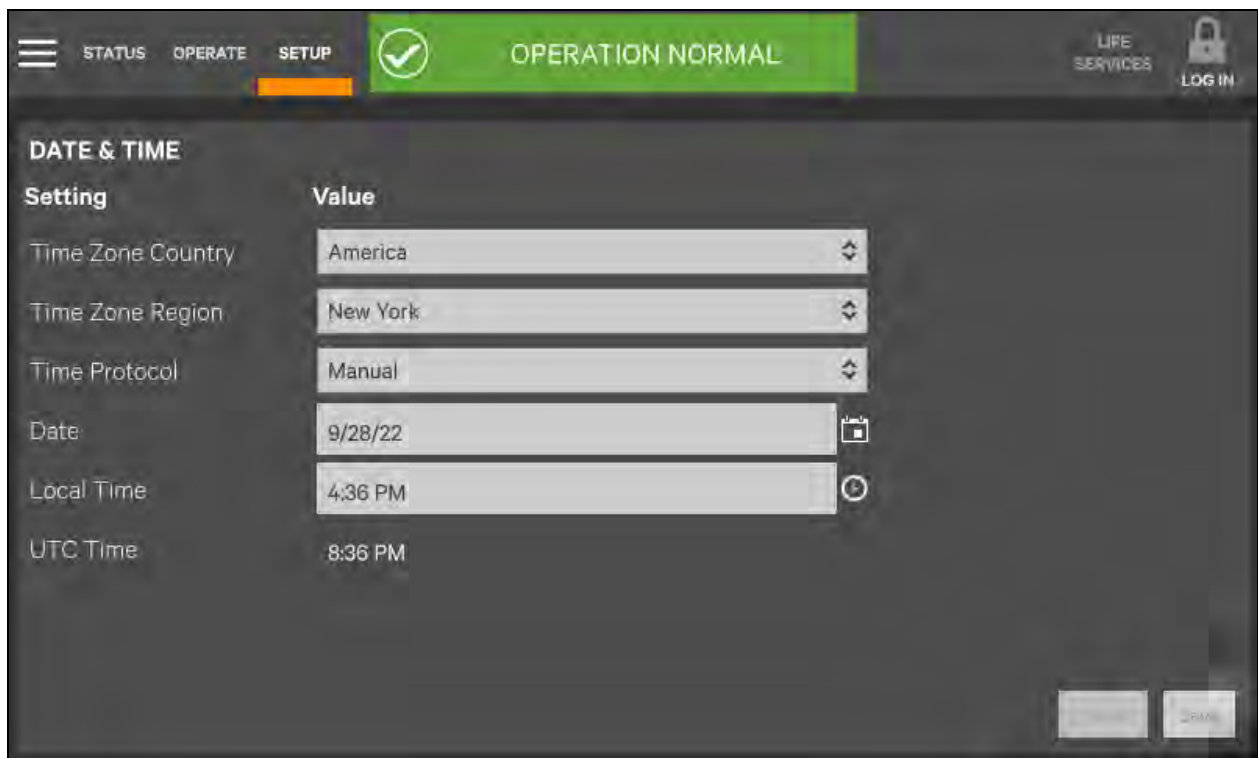 STATUS OPERATE SETUP OPERATION NORMAL LIFE SERVICES LOG IN
DATE & TIME
Setting Value
Time Zone Country America
Time Zone Region New York
Time Protocol Manual
Date 9/28/22
Local Time 4:36 PM
UTC Time 8:36 PM
Save